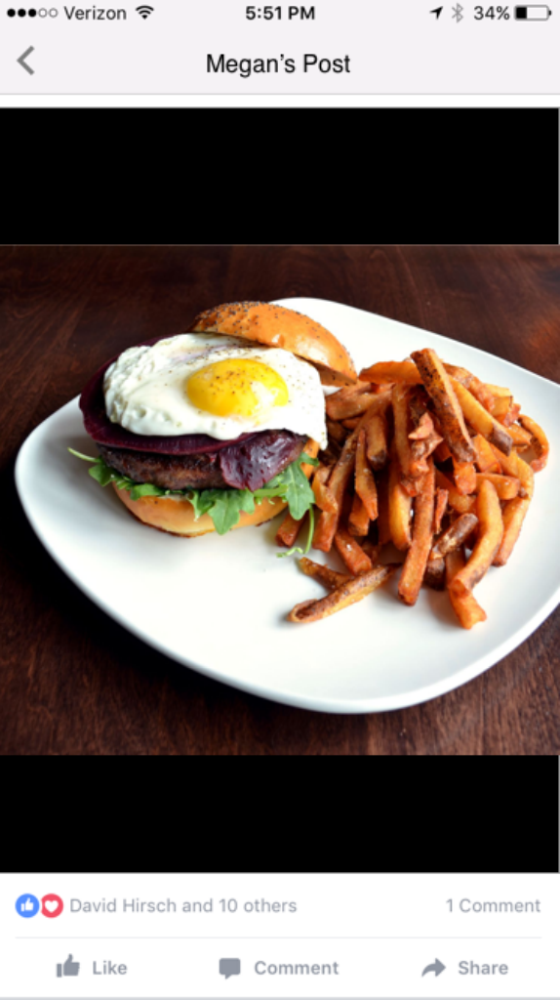 Verizon 5:51 PM 34%
Megan's Post
David Hirsch and 10 others 1 Comment
Like Comment Share